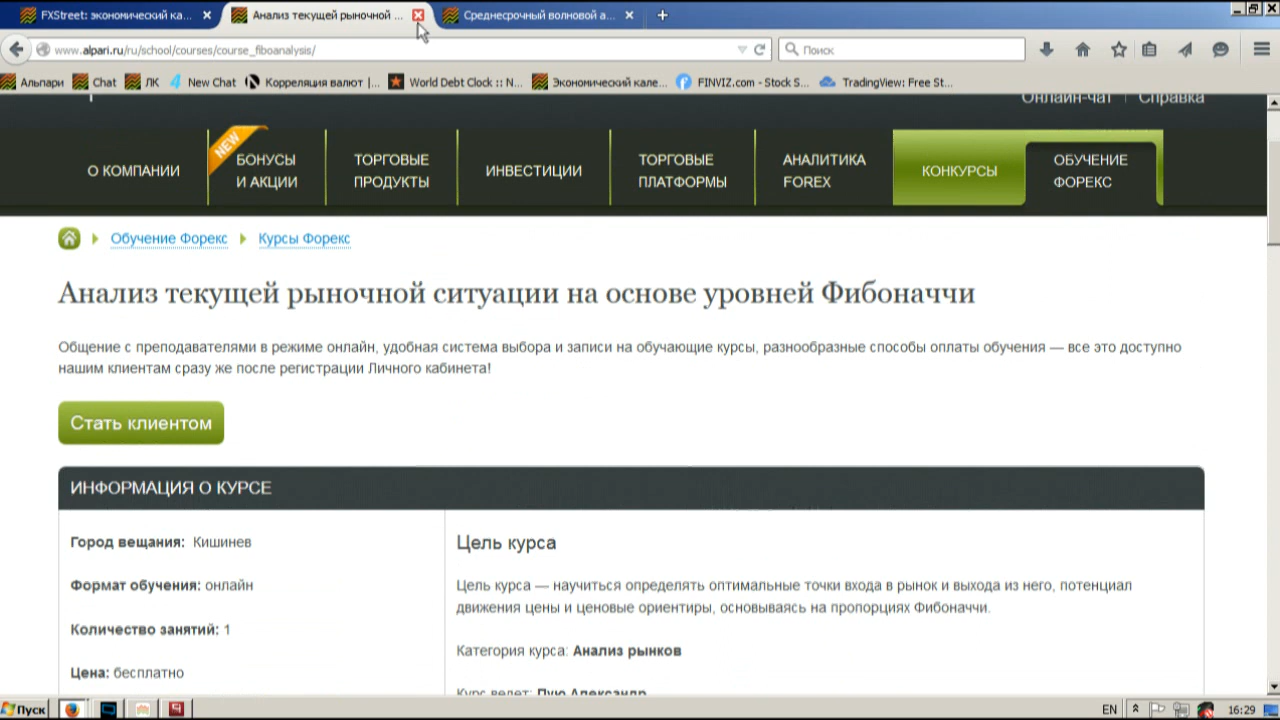 FXStreet: экономический ка...
Анализ текущей рыночной ...
Среднесрочный волновой а...
www.alpari.ru/ru/school/courses/course_fiboanalysis/
Поиск
Альпари
Chat
ЛК
New Chat
Корреляция валют |...
World Debt Clock :: N...
Экономический кале...
FINVIZ.com - Stock S...
TradingView: Free St...
Онлайн-чат
Справка
О КОМПАНИИ
NEW
БОНУСЫ
И АКЦИИ
ТОРГОВЫЕ
ПРОДУКТЫ
ИНВЕСТИЦИИ
ТОРГОВЫЕ
ПЛАТФОРМЫ
АНАЛИТИКА
FOREX
КОНКУРСЫ
ОБУЧЕНИЕ
ФОРЕКС
Обучение Форекс
Курсы Форекс
Анализ текущей рыночной ситуации на основе уровней Фибоначчи
Общение с преподавателями в режиме онлайн, удобная система выбора и записи на обучающие курсы, разнообразные способы оплаты обучения — все это доступно
нашим клиентам сразу же после регистрации Личного кабинета!
Стать клиентом
ИНФОРМАЦИЯ О КУРСЕ
Город вещания: Кишинев
Формат обучения: онлайн
Количество занятий: 1
Цена: бесплатно
Цель курса
Цель курса — научиться определять оптимальные точки входа в рынок и выхода из него, потенциал
движения цены и ценовые ориентиры, основываясь на пропорциях Фибоначчи.
Категория курса: Анализ рынков
Курс ведет: Пую Александр
Пуск
EN
16:29